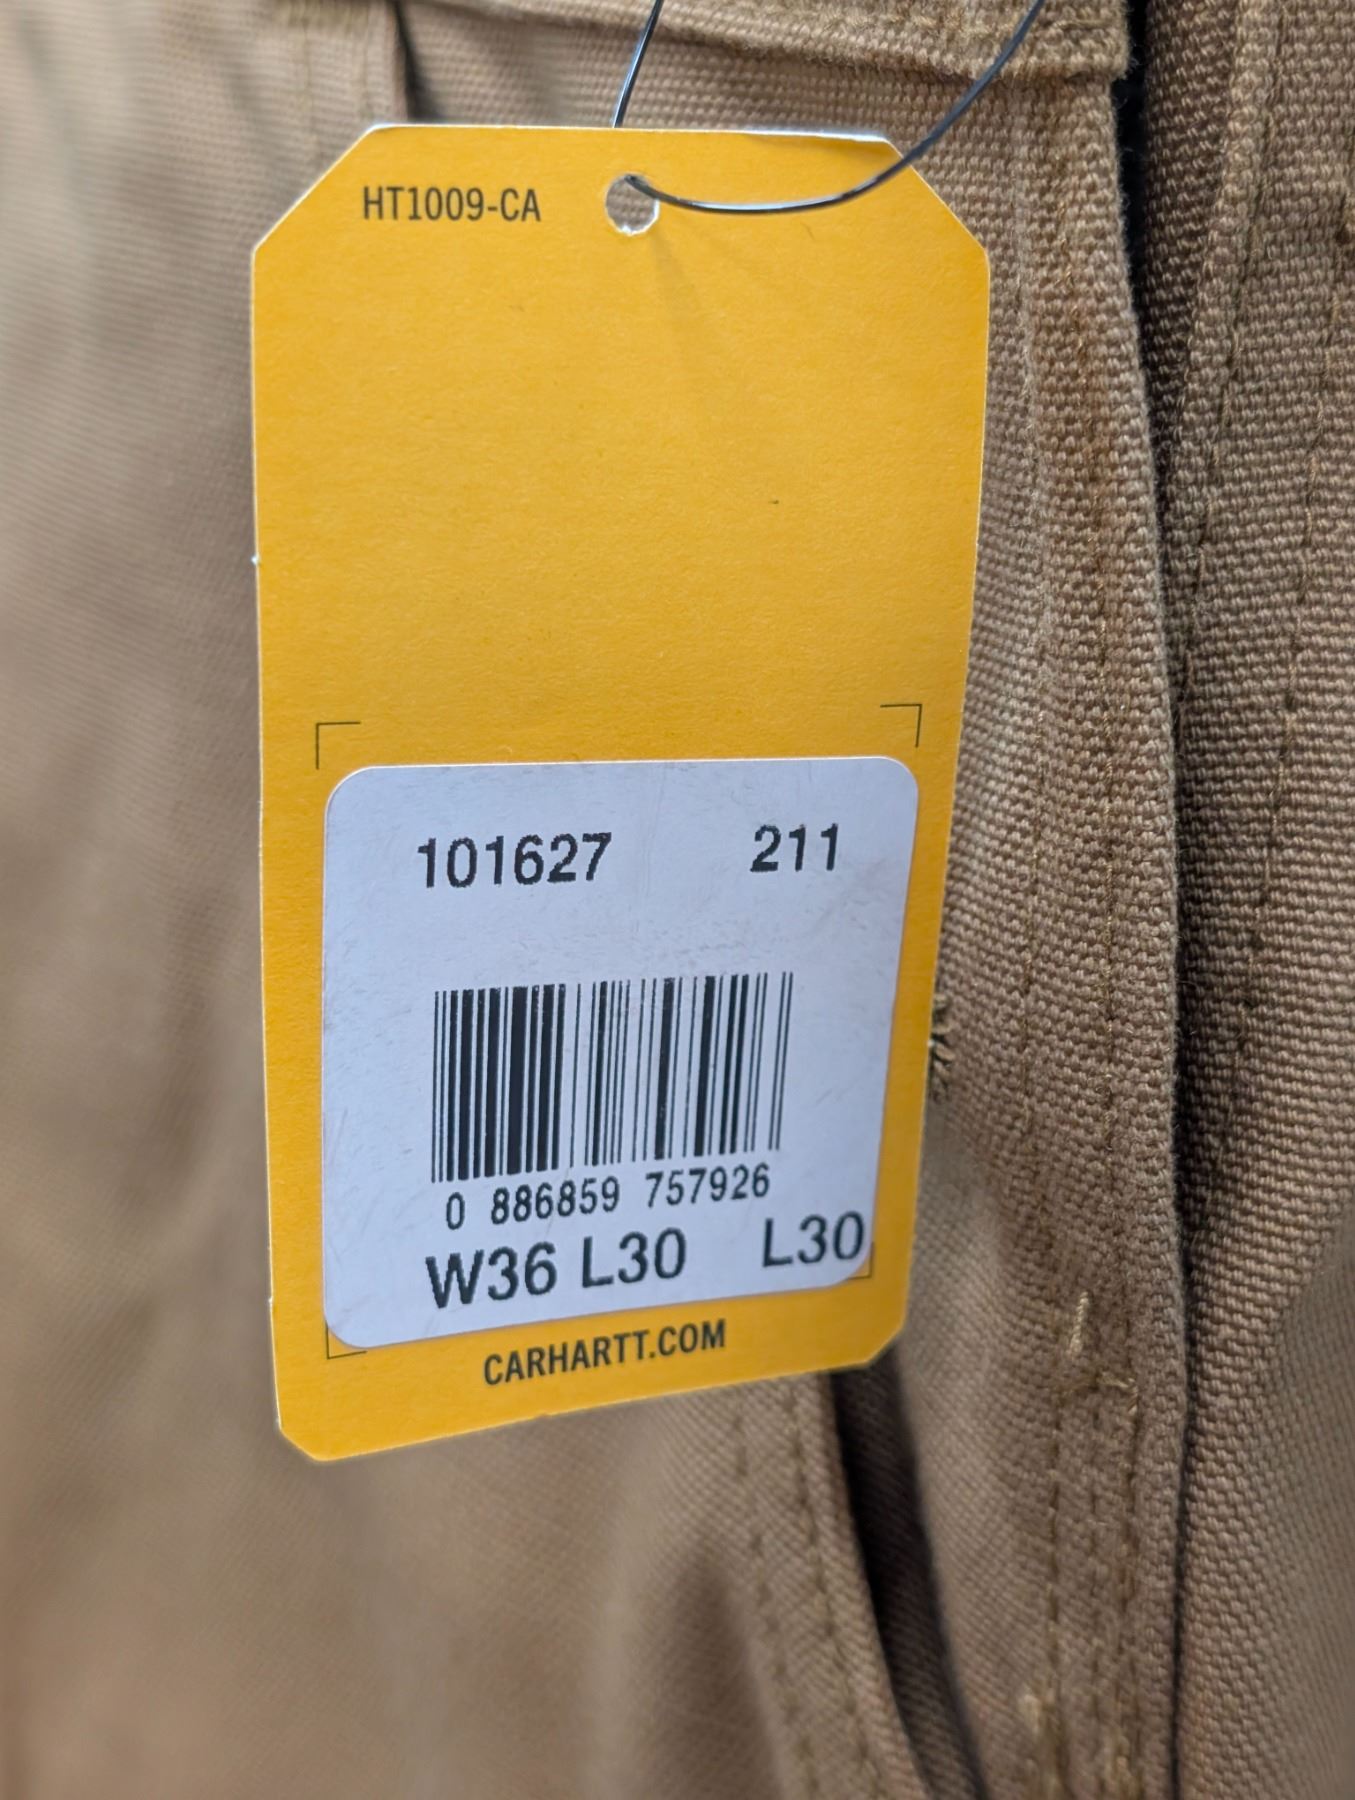 HT1009-CA
101627 211
0 886859 757926
W36 L30 L30
CARHARTT.COM